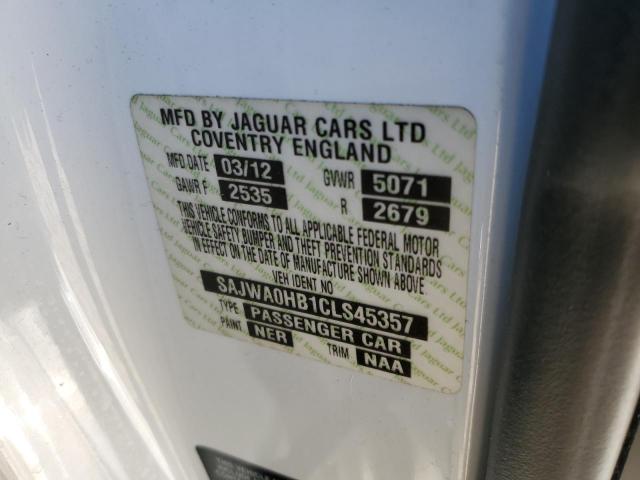 MFD BY JAGUAR CARS LTD
COVENTRY ENGLAND
MFD DATE 03/12 GVWR 5071
GAWR F 2535 R 2679
THIS VEHICLE CONFORMS TO ALL APPLICABLE FEDERAL MOTOR
VEHICLE SAFETY BUMPER AND THEFT PREVENTION STANDARDS
IN EFFECT ON THE DATE OF MANUFACTURE SHOWN ABOVE
VEH IDENT NO
SAJWA0HB1CLS45357
TYPE PASSENGER CAR
PAINT NER TRIM NAA